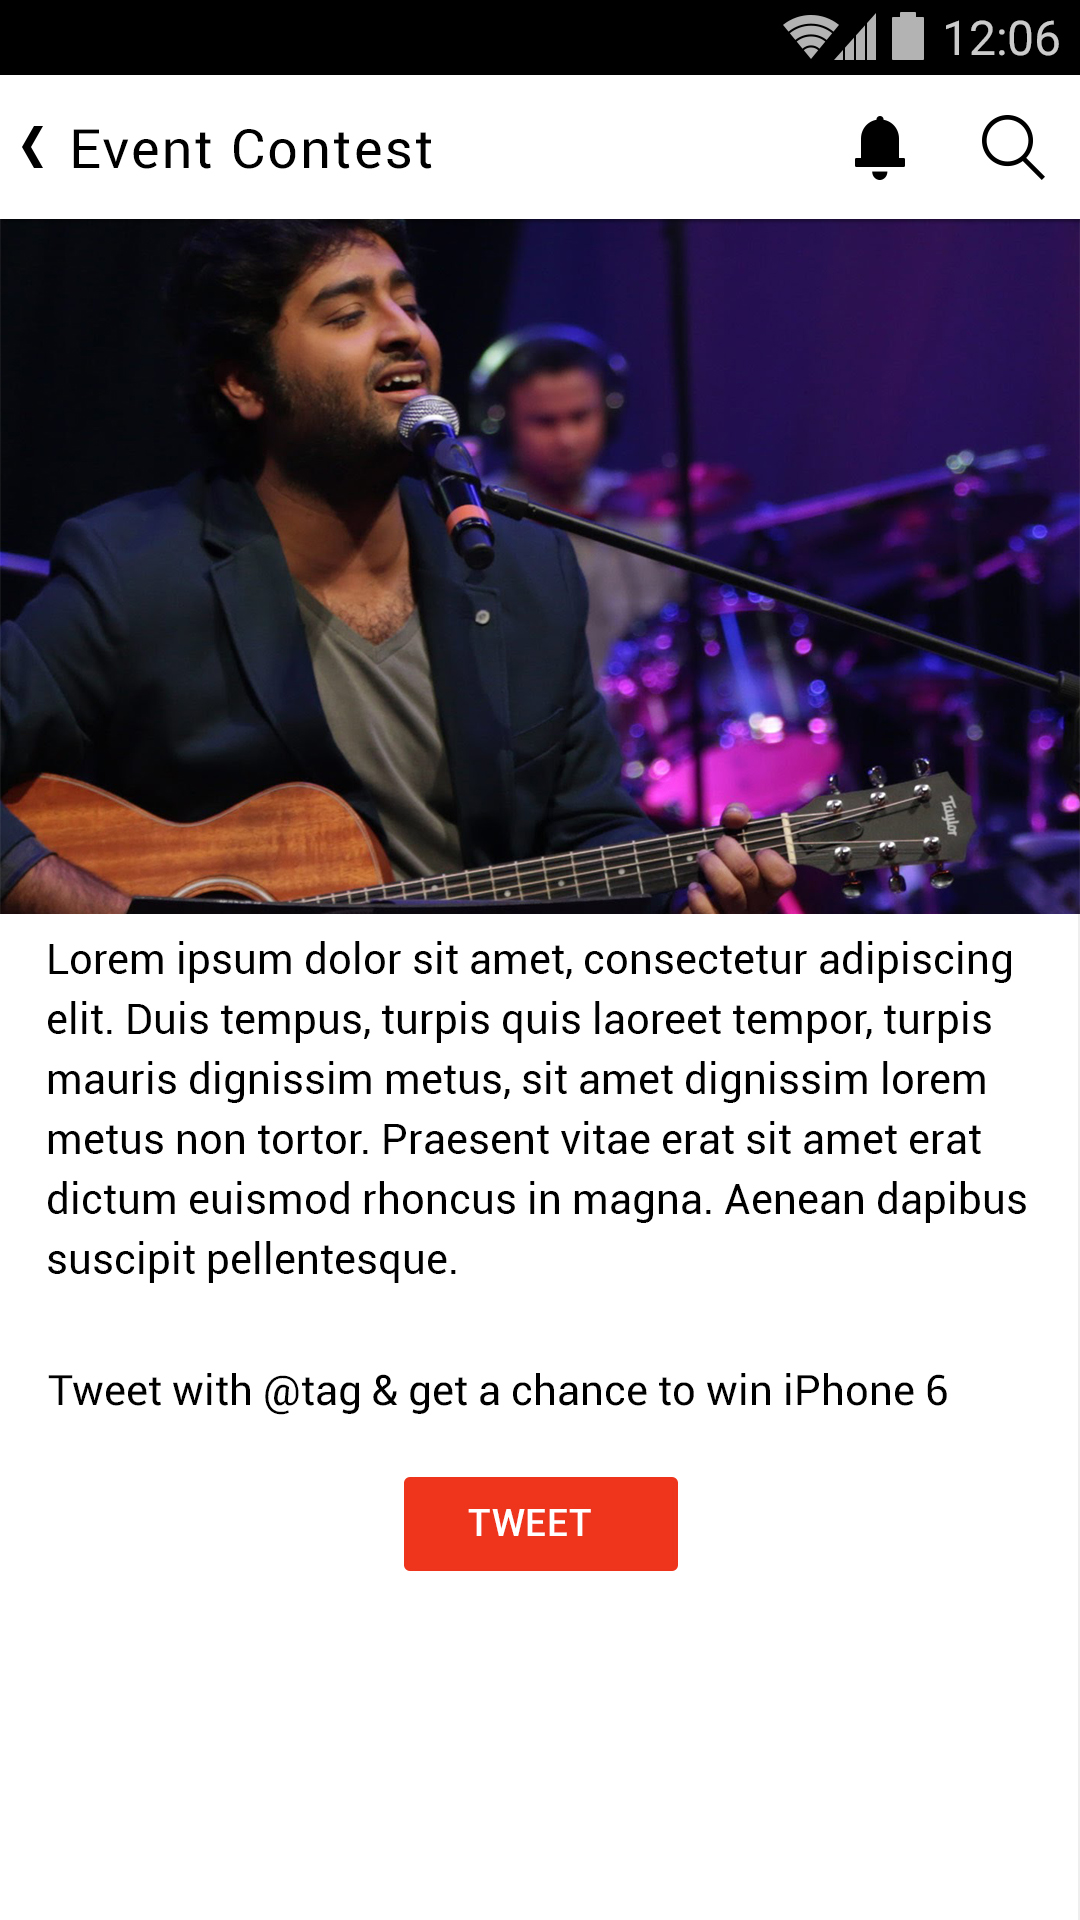 12:06
Event Contest
Taylor
Lorem ipsum dolor sit amet, consectetur adipiscing
elit. Duis tempus, turpis quis laoreet tempor, turpis
mauris dignissim metus, sit amet dignissim lorem
metus non tortor. Praesent vitae erat sit amet erat
dictum euismod rhoncus in magna. Aenean dapibus
suscipit pellentesque.
Tweet with @tag & get a chance to win iPhone 6
TWEET